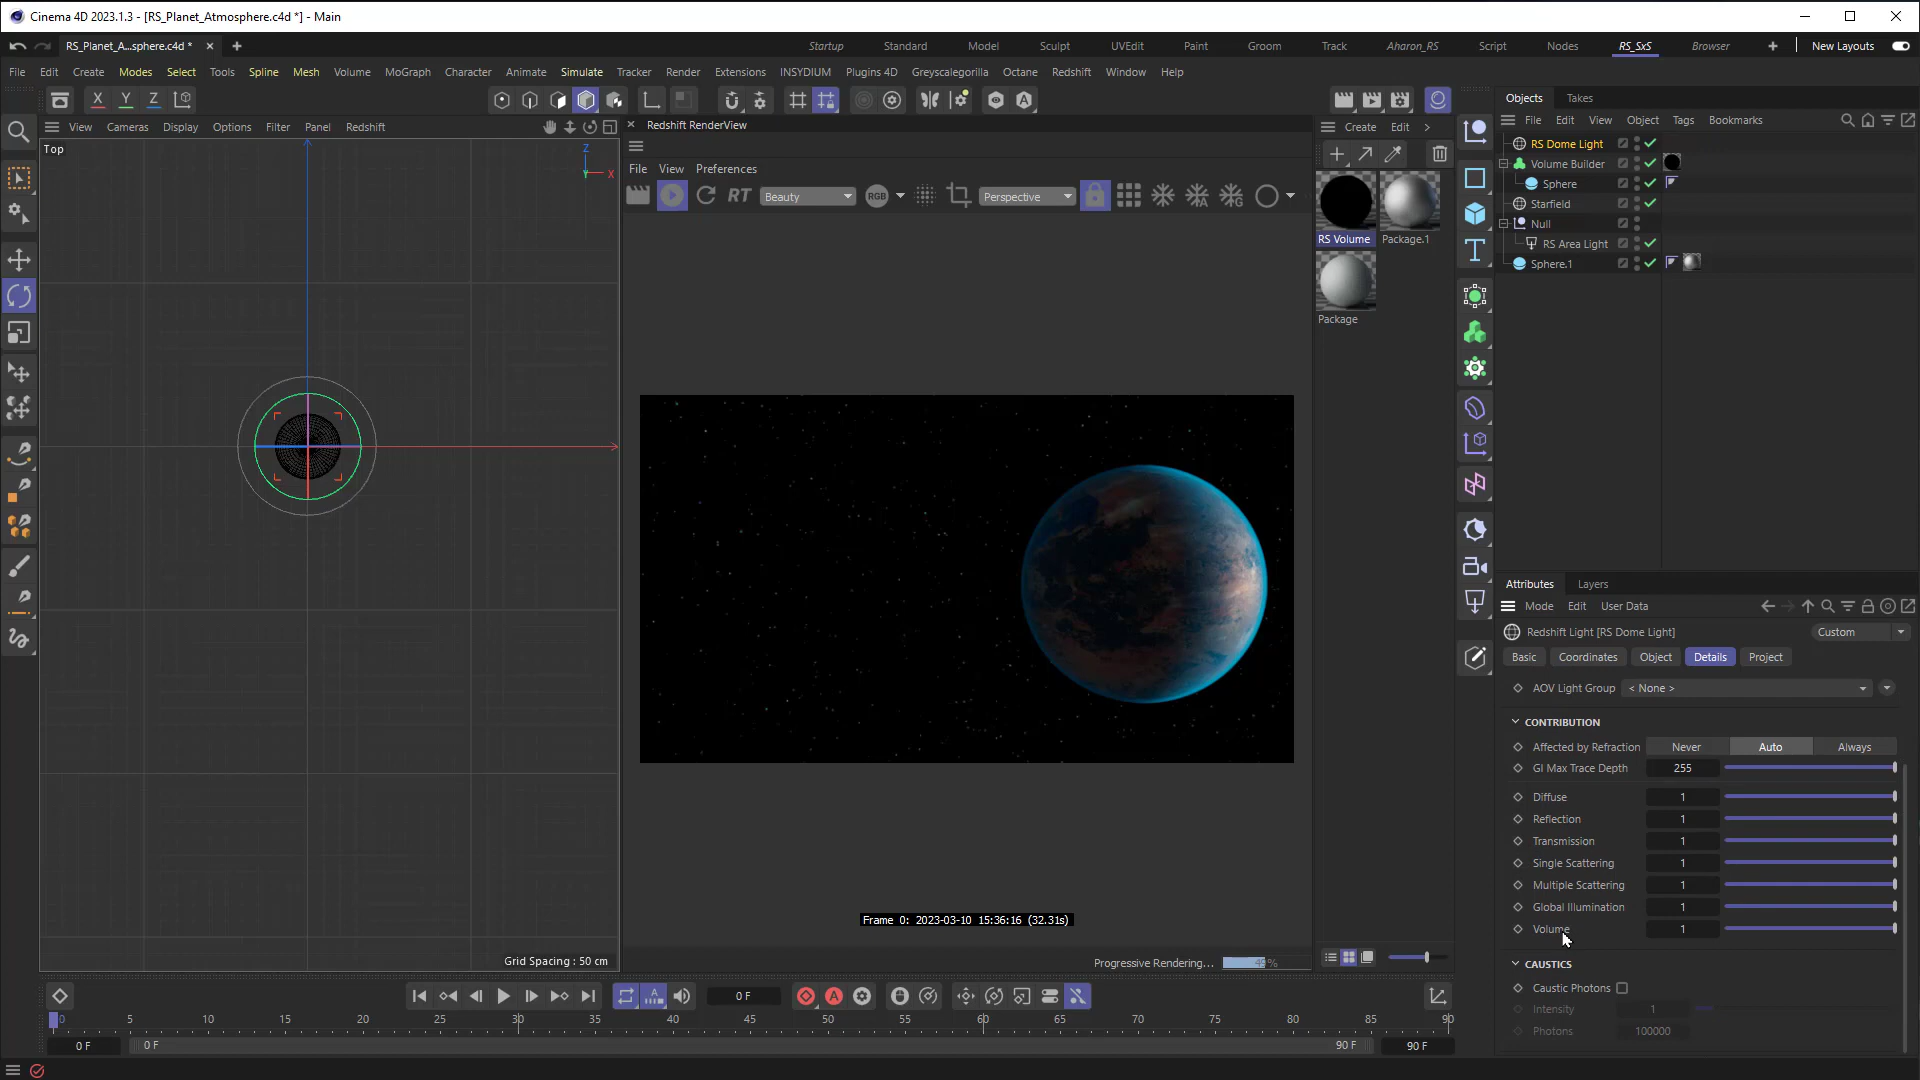 Cinema 4D 2023.1.3 - [RS_Planet_Atmosphere.c4d *] - Main
RS_Planet_A...sphere.c4d *
Startup Standard Model Sculpt UVEdit Paint Groom Track Aharon_RS Script Nodes RS_SxS Browser New Layouts
File Edit Create Modes Select Tools Spline Mesh Volume MoGraph Character Animate Simulate Tracker Render Extensions INSYDIUM Plugins 4D Greyscalegorilla Octane Redshift Window Help
X Y Z
Objects Takes
View Cameras Display Options Filter Panel Redshift
Redshift RenderView
Create Edit
File Edit View Object Tags Bookmarks
Top
Z
X
Y
File View Preferences
RT Beauty RGB Perspective
RS Volume Package.1
Package
RS Dome Light
Volume Builder
Sphere
Starfield
Null
RS Area Light
Sphere.1
Attributes Layers
Mode Edit User Data
Redshift Light [RS Dome Light] Custom
Basic Coordinates Object Details Project
AOV Light Group < None >
CONTRIBUTION
Affected by Refraction Never Auto Always
GI Max Trace Depth 255
Diffuse 1
Reflection 1
Transmission 1
Single Scattering 1
Multiple Scattering 1
Global Illumination 1
Volume 1
CAUSTICS
Caustic Photons
Intensity 1
Photons 100000
Frame 0: 2023-03-10 15:36:16 (32.31s)
Grid Spacing : 50 cm
Progressive Rendering...
0 F
0 5 10 15 20 25 30 35 40 45 50 55 60 65 70 75 80 85 90
0 F 0 F 90 F 90 F